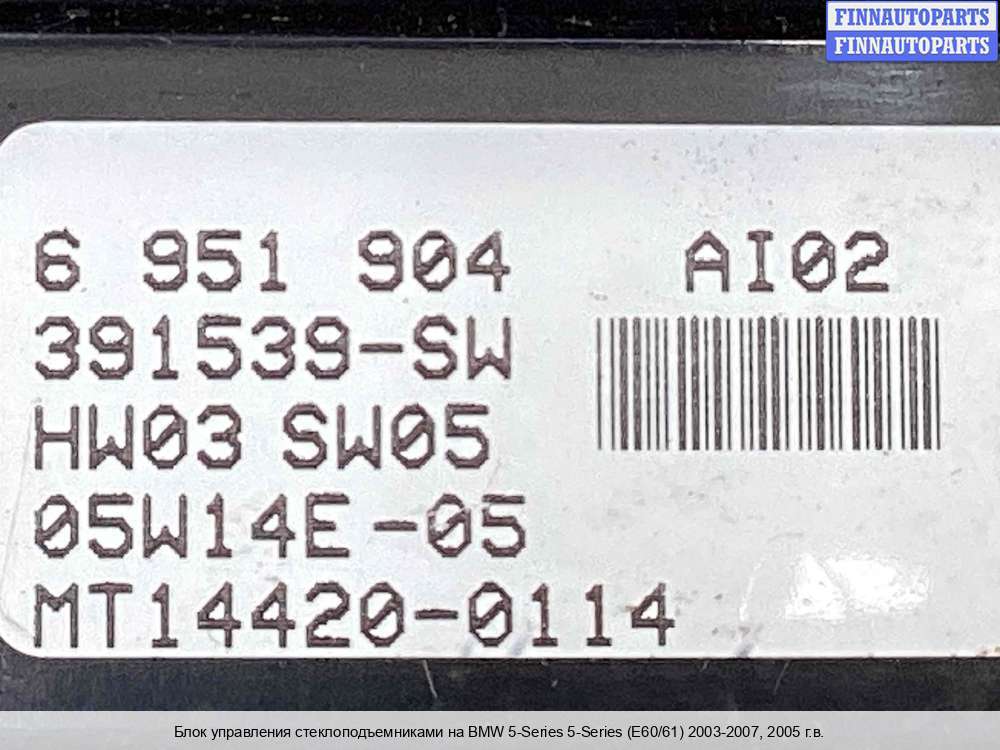 FINNAUTOPARTS
FINNAUTOPARTS
6 951 904 AI02
391539-SW
HW03 SW05
05W14E-05
MT14420-0114
Блок управления стеклоподъемниками на BMW 5-Series 5-Series (E60/61) 2003-2007, 2005 г.в.